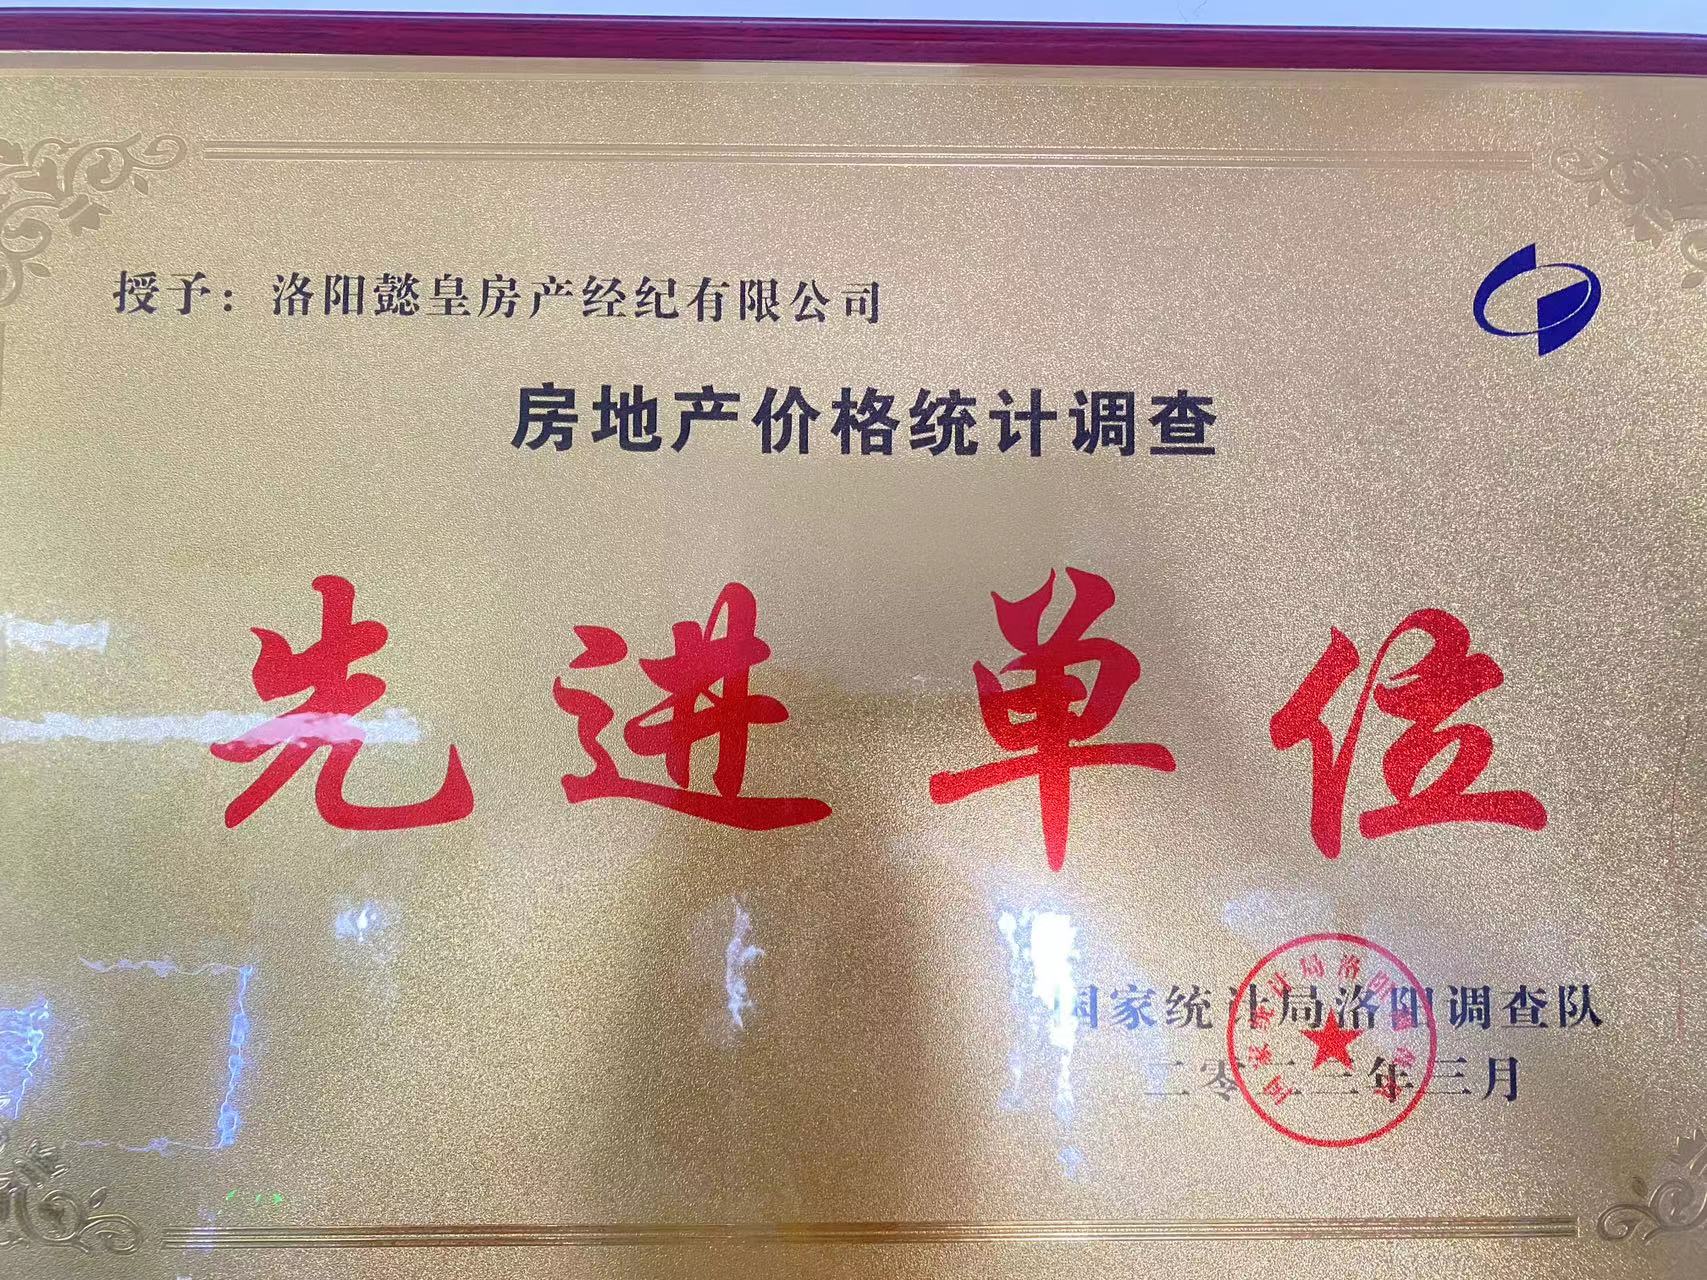 授予：洛阳懿皇房产经纪有限公司
房地产价格统计调查
先进单位
国家统计局洛阳调查队
二零二三年三月